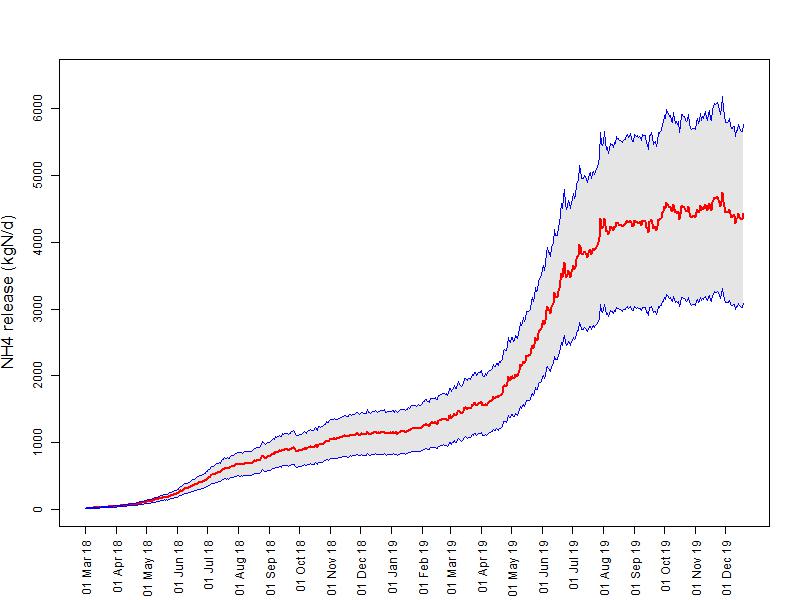 NH4 release (kgN/d)
6000
5000
4000
3000
2000
1000
0
01 Mar 18
01 Apr 18
01 May 18
01 Jun 18
01 Jul 18
01 Aug 18
01 Sep 18
01 Oct 18
01 Nov 18
01 Dec 18
01 Jan 19
01 Feb 19
01 Mar 19
01 Apr 19
01 May 19
01 Jun 19
01 Jul 19
01 Aug 19
01 Sep 19
01 Oct 19
01 Nov 19
01 Dec 19